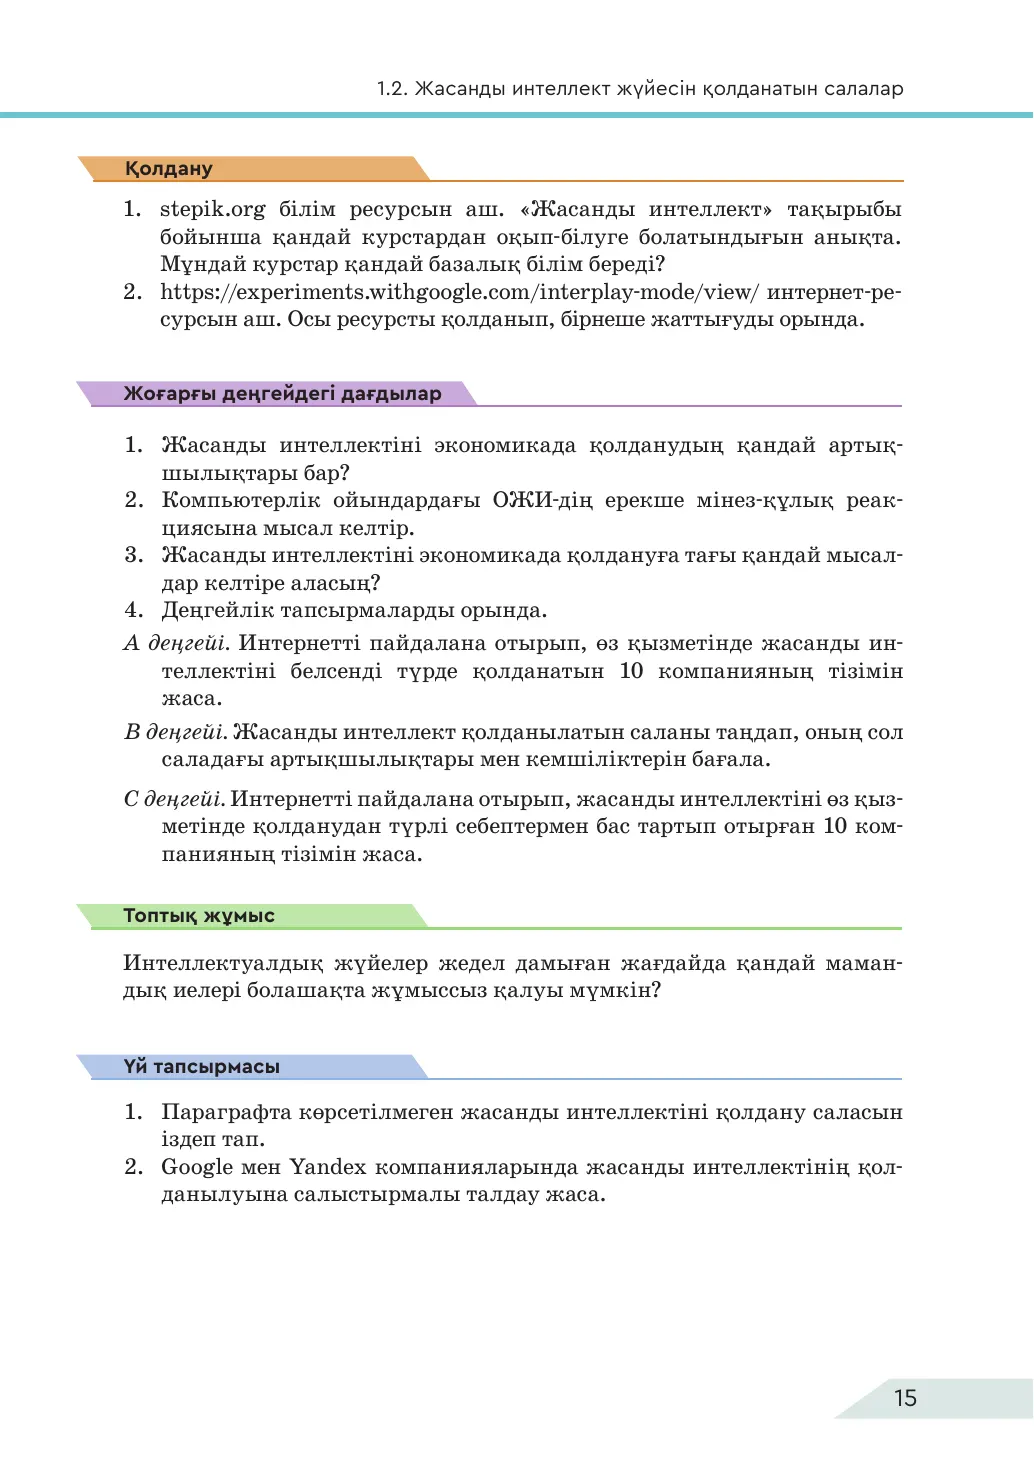 1.2. Жасанды интеллект жүйесін қолданатын салалар
Қолдану
1. stepik.org білім ресурсын аш. «Жасанды интеллект» тақырыбы
бойынша қандай курстардан оқып-білуге болатындығын анықта.
Мұндай курстар қандай базалық білім береді?
2. https://experiments.withgoogle.com/interplay-mode/view/ интернет-ре-
сурсын аш. Осы ресурсты қолданып, бірнеше жаттығуды орында.
Жоғарғы деңгейдегі дағдылар
1. Жасанды интеллектіні экономикада қолданудың қандай артық-
шылықтары бар?
2. Компьютерлік ойындардағы ОЖИ-дің ерекше мінез-құлық реак-
циясына мысал келтір.
3. Жасанды интеллектіні экономикада қолдануға тағы қандай мысал-
дар келтіре аласың?
4. Деңгейлік тапсырмаларды орында.
А деңгейі. Интернетті пайдалана отырып, өз қызметінде жасанды ин-
теллектіні белсенді түрде қолданатын 10 компанияның тізімін
жаса.
В деңгейі. Жасанды интеллект қолданылатын саланы таңдап, оның сол
саладағы артықшылықтары мен кемшіліктерін бағала.
С деңгейі. Интернетті пайдалана отырып, жасанды интеллектіні өз қыз-
метінде қолданудан түрлі себептермен бас тартып отырған 10 ком-
панияның тізімін жаса.
Топтық жұмыс
Интеллектуалдық жүйелер жедел дамыған жағдайда қандай маман-
дық иелері болашақта жұмыссыз қалуы мүмкін?
Үй тапсырмасы
1. Параграфта көрсетілмеген жасанды интеллектіні қолдану саласын
іздеп тап.
2. Google мен Yandex компанияларында жасанды интеллектінің қол-
данылуына салыстырмалы талдау жаса.
15